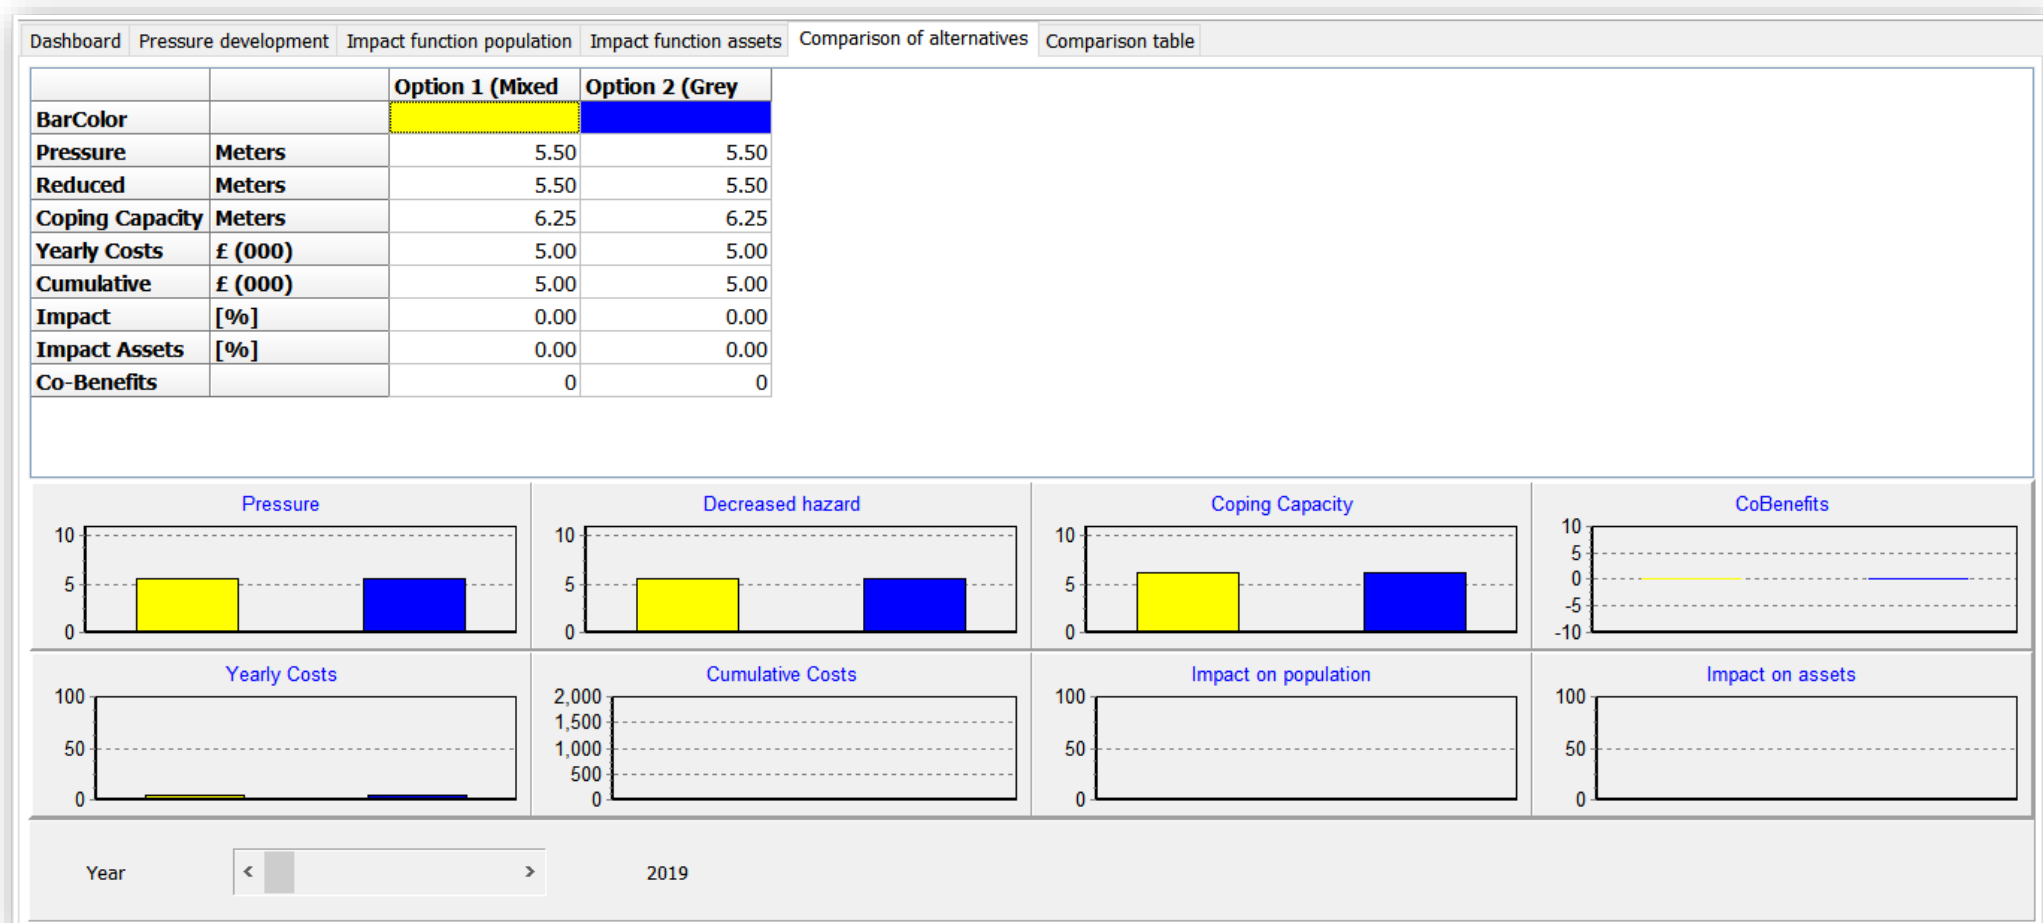 Dashboard Pressure development Impact function population Impact function assets Comparison of alternatives Comparison table
Option 1 (Mixed Option 2 (Grey
BarColor
Pressure Meters 5.50 5.50
Reduced Meters 5.50 5.50
Coping Capacity Meters 6.25 6.25
Yearly Costs £ (000) 5.00 5.00
Cumulative £ (000) 5.00 5.00
Impact [%] 0.00 0.00
Impact Assets [%] 0.00 0.00
Co-Benefits 0 0
Pressure
10
5
0
Decreased hazard
10
5
0
Coping Capacity
10
5
0
CoBenefits
10
5
0
-5
-10
Yearly Costs
100
50
0
Cumulative Costs
2,000
1,500
1,000
500
0
Impact on population
100
50
0
Impact on assets
100
50
0
Year < > 2019